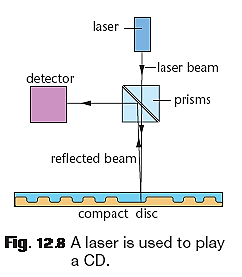 laser
laser beam
detector
prisms
reflected beam
compact disc
Fig. 12.8 A laser is used to play
a CD.